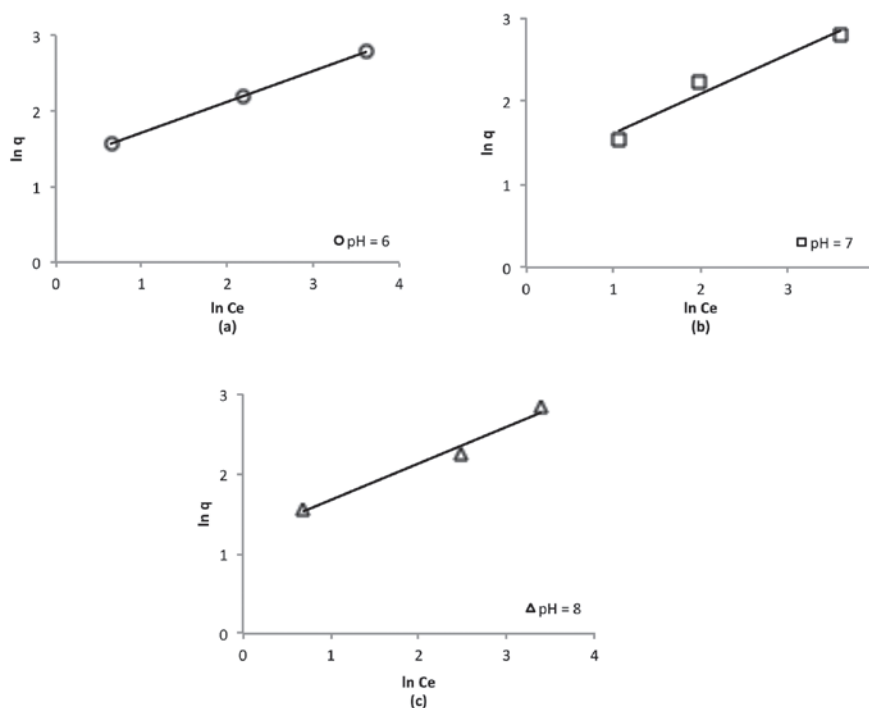 3
2
1
0
ln q
0 1 2 3 4
pH = 6
ln Ce
(a)
3
2
1
0
ln q
0 1 2 3
pH = 7
ln Ce
(b)
3
2
1
0
ln q
0 1 2 3 4
pH = 8
ln Ce
(c)